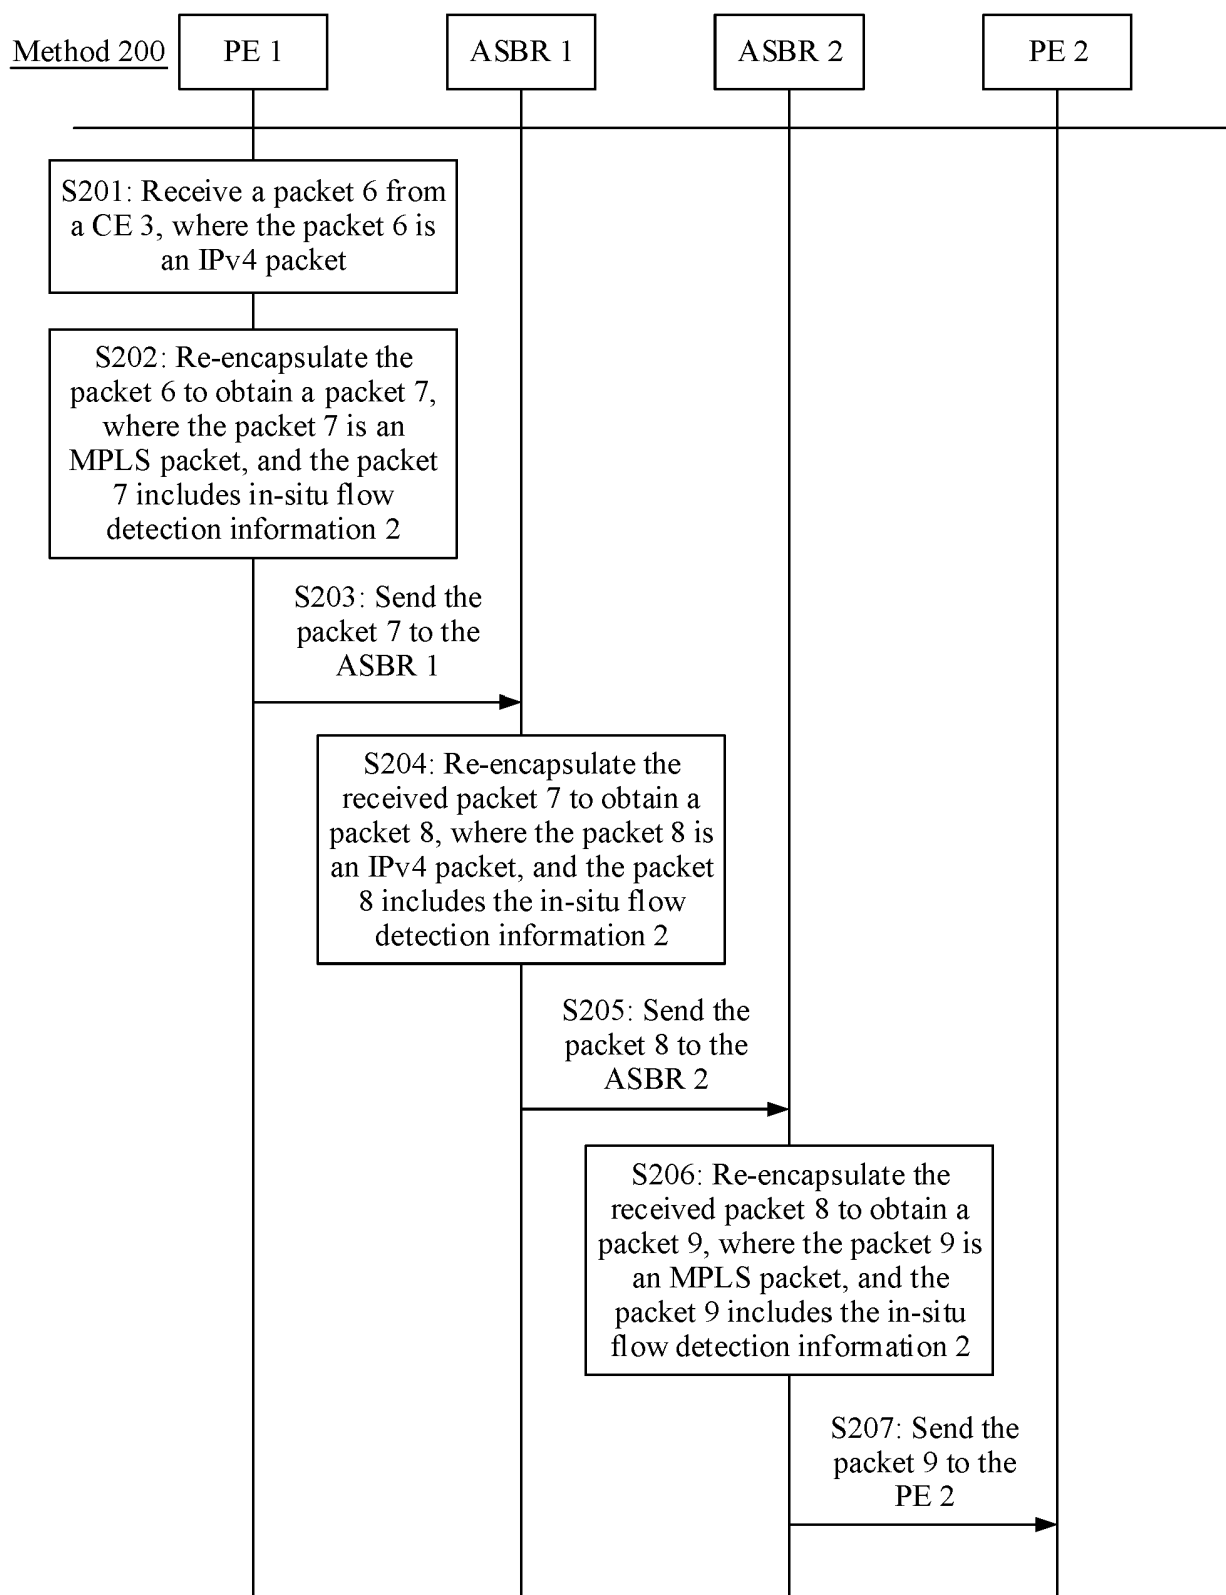 Method 200
PE 1
ASBR 1
ASBR 2
PE 2
S201: Receive a packet 6 from
a CE 3, where the packet 6 is
an IPv4 packet
S202: Re-encapsulate the
packet 6 to obtain a packet 7,
where the packet 7 is an
MPLS packet, and the packet
7 includes in-situ flow
detection information 2
S203: Send the
packet 7 to the
ASBR 1
S204: Re-encapsulate the
received packet 7 to obtain a
packet 8, where the packet 8 is
an IPv4 packet, and the packet
8 includes the in-situ flow
detection information 2
S205: Send the
packet 8 to the
ASBR 2
S206: Re-encapsulate the
received packet 8 to obtain a
packet 9, where the packet 9 is
an MPLS packet, and the
packet 9 includes the in-situ
flow detection information 2
S207: Send the
packet 9 to the
PE 2